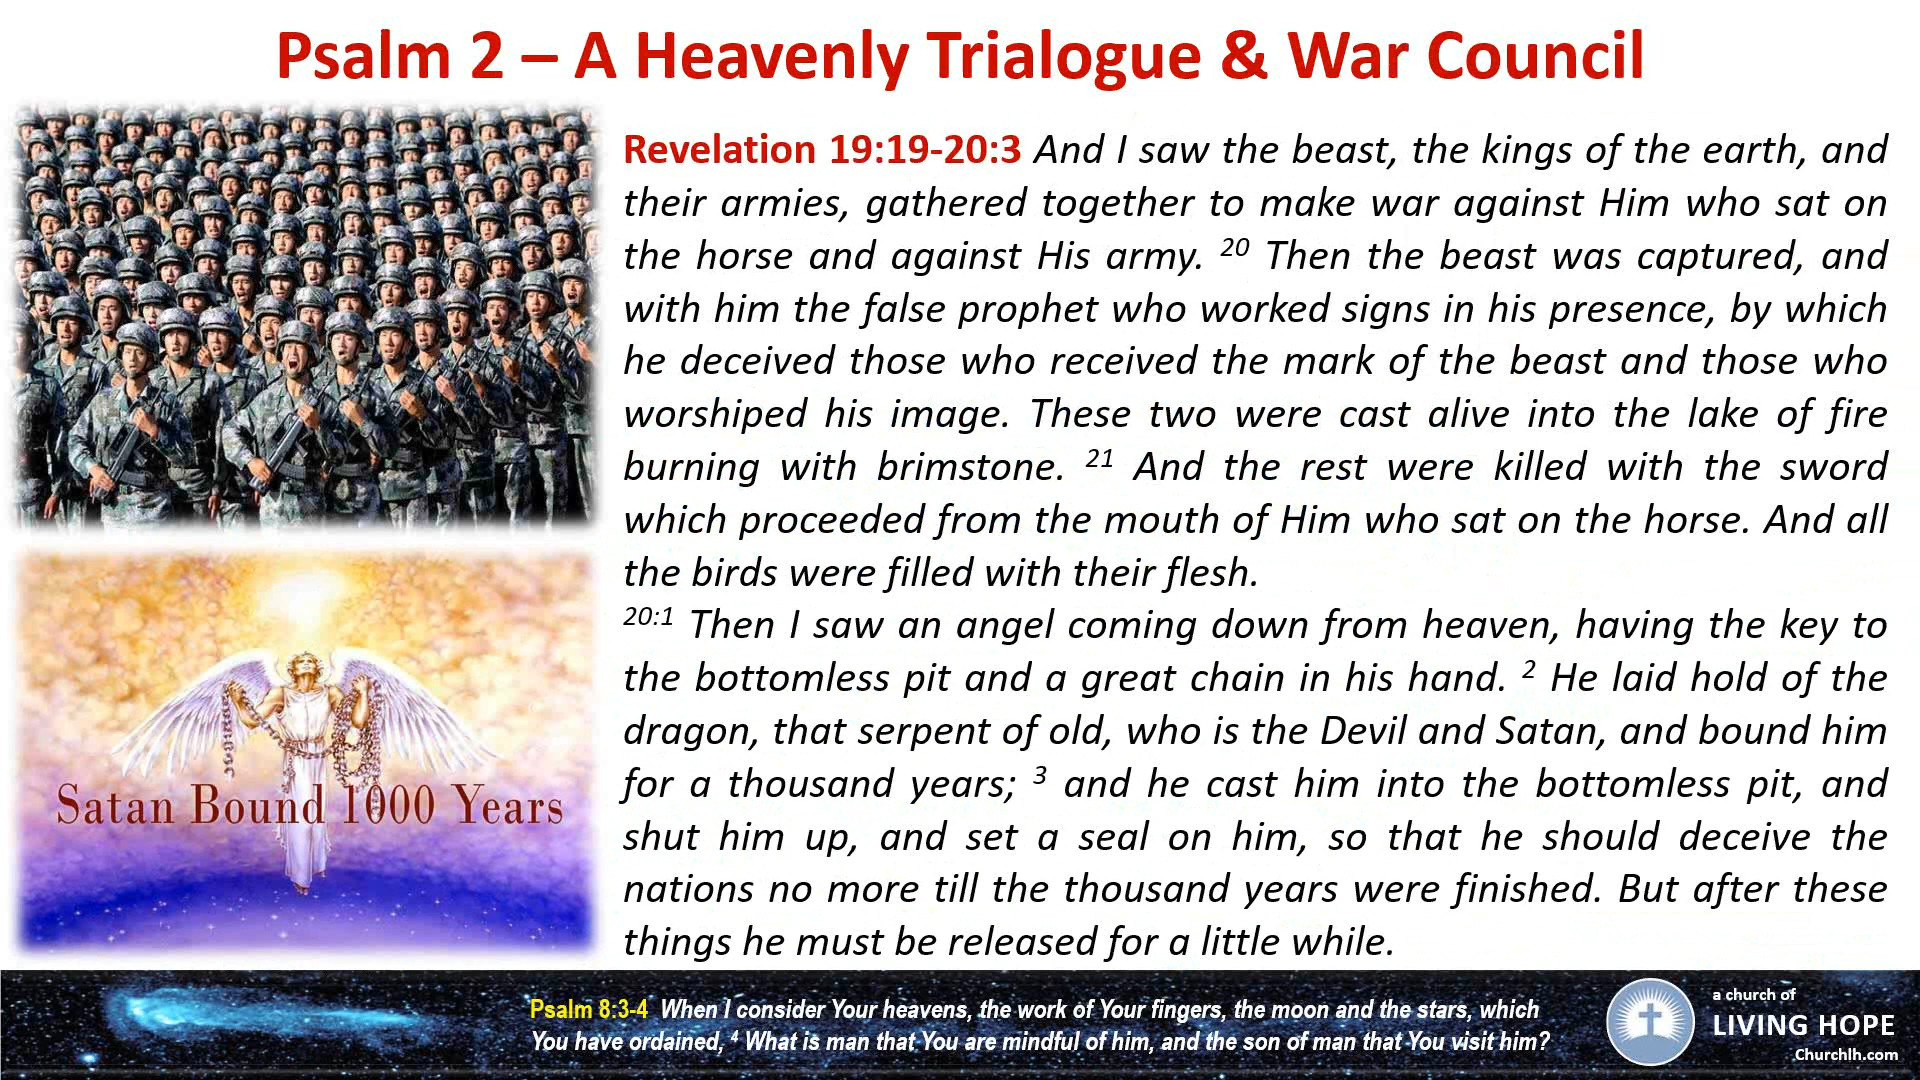 Psalm 2 – A Heavenly Trialogue & War Council
Revelation 19:19-20:3 And I saw the beast, the kings of the earth, and
their armies, gathered together to make war against Him who sat on
the horse and against His army. 20 Then the beast was captured, and
with him the false prophet who worked signs in his presence, by which
he deceived those who received the mark of the beast and those who
worshiped his image. These two were cast alive into the lake of fire
burning with brimstone. 21 And the rest were killed with the sword
which proceeded from the mouth of Him who sat on the horse. And all
the birds were filled with their flesh.
20:1 Then I saw an angel coming down from heaven, having the key to
the bottomless pit and a great chain in his hand. 2 He laid hold of the
dragon, that serpent of old, who is the Devil and Satan, and bound him
for a thousand years; 3 and he cast him into the bottomless pit, and
shut him up, and set a seal on him, so that he should deceive the
nations no more till the thousand years were finished. But after these
things he must be released for a little while.
Satan Bound 1000 Years
Psalm 8:3-4 When I consider Your heavens, the work of Your fingers, the moon and the stars, which
You have ordained, 4 What is man that You are mindful of him, and the son of man that You visit him?
a church of
LIVING HOPE
Churchlh.com